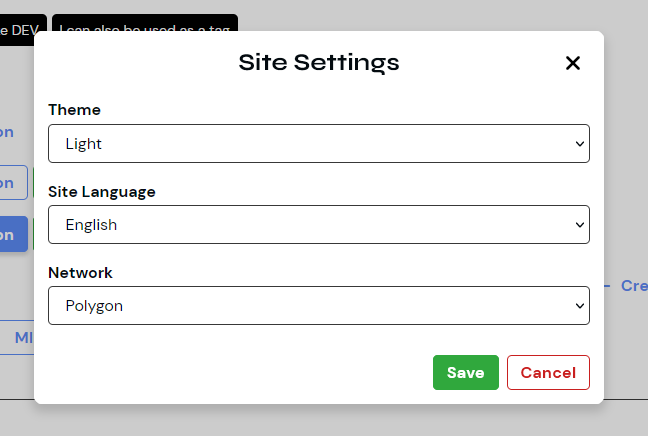 e DEV I can also be used as a tag
Site Settings
Theme
on
Light
on
Site Language
English
on
Network
Cre
Polygon
MI
Save Cancel